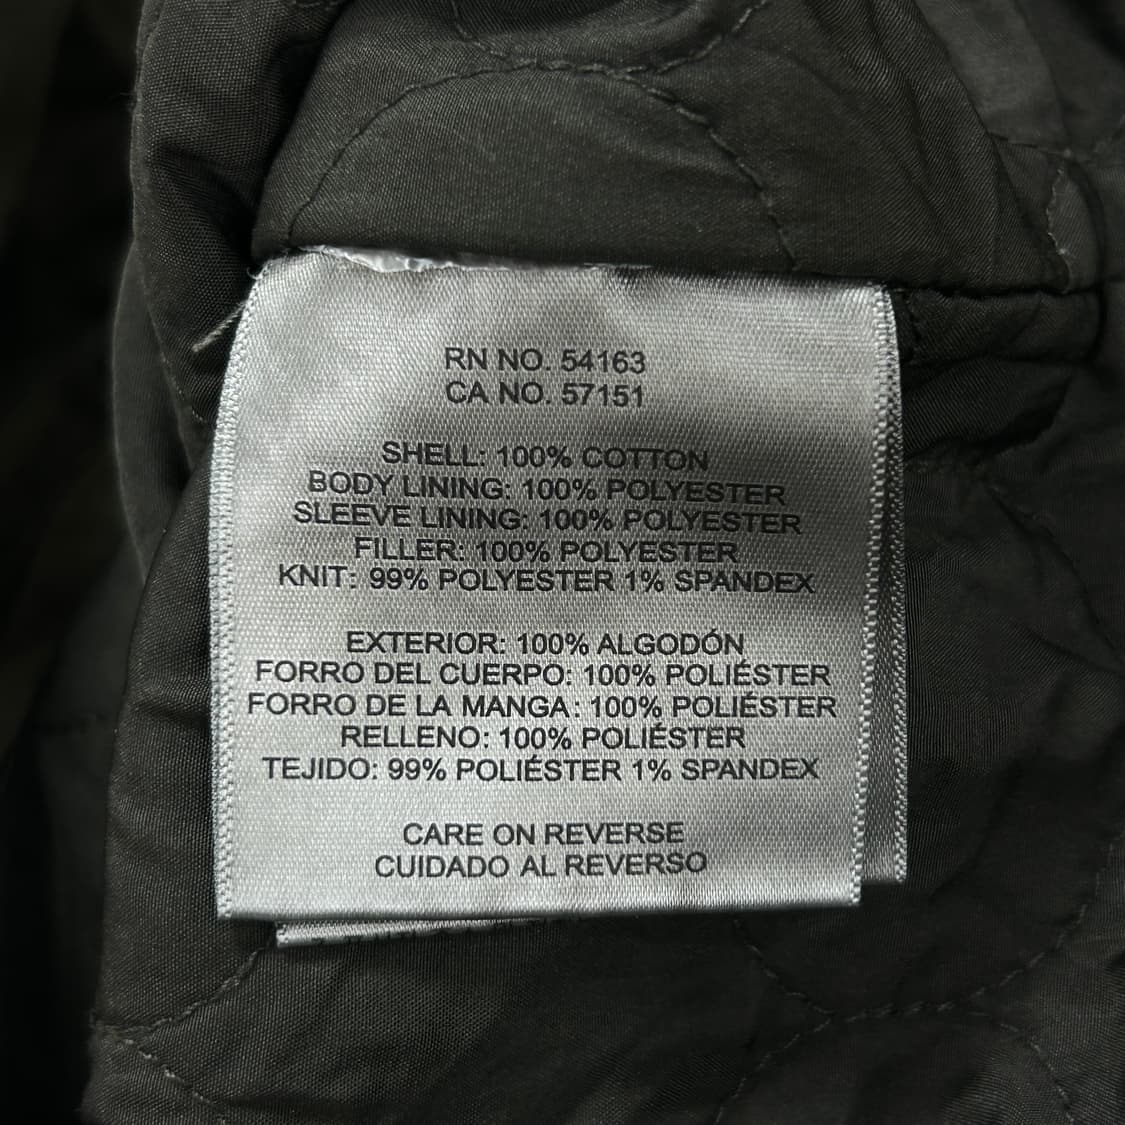 RN NO. 54163
CA NO. 57151
SHELL: 100% COTTON
BODY LINING: 100% POLYESTER
SLEEVE LINING: 100% POLYESTER
FILLER: 100% POLYESTER
KNIT: 99% POLYESTER 1% SPANDEX
EXTERIOR: 100% ALGODÓN
FORRO DEL CUERPO: 100% POLIÉSTER
FORRO DE LA MANGA: 100% POLIÉSTER
RELLENO: 100% POLIÉSTER
TEJIDO: 99% POLIÉSTER 1% SPANDEX
CARE ON REVERSE
CUIDADO AL REVERSO